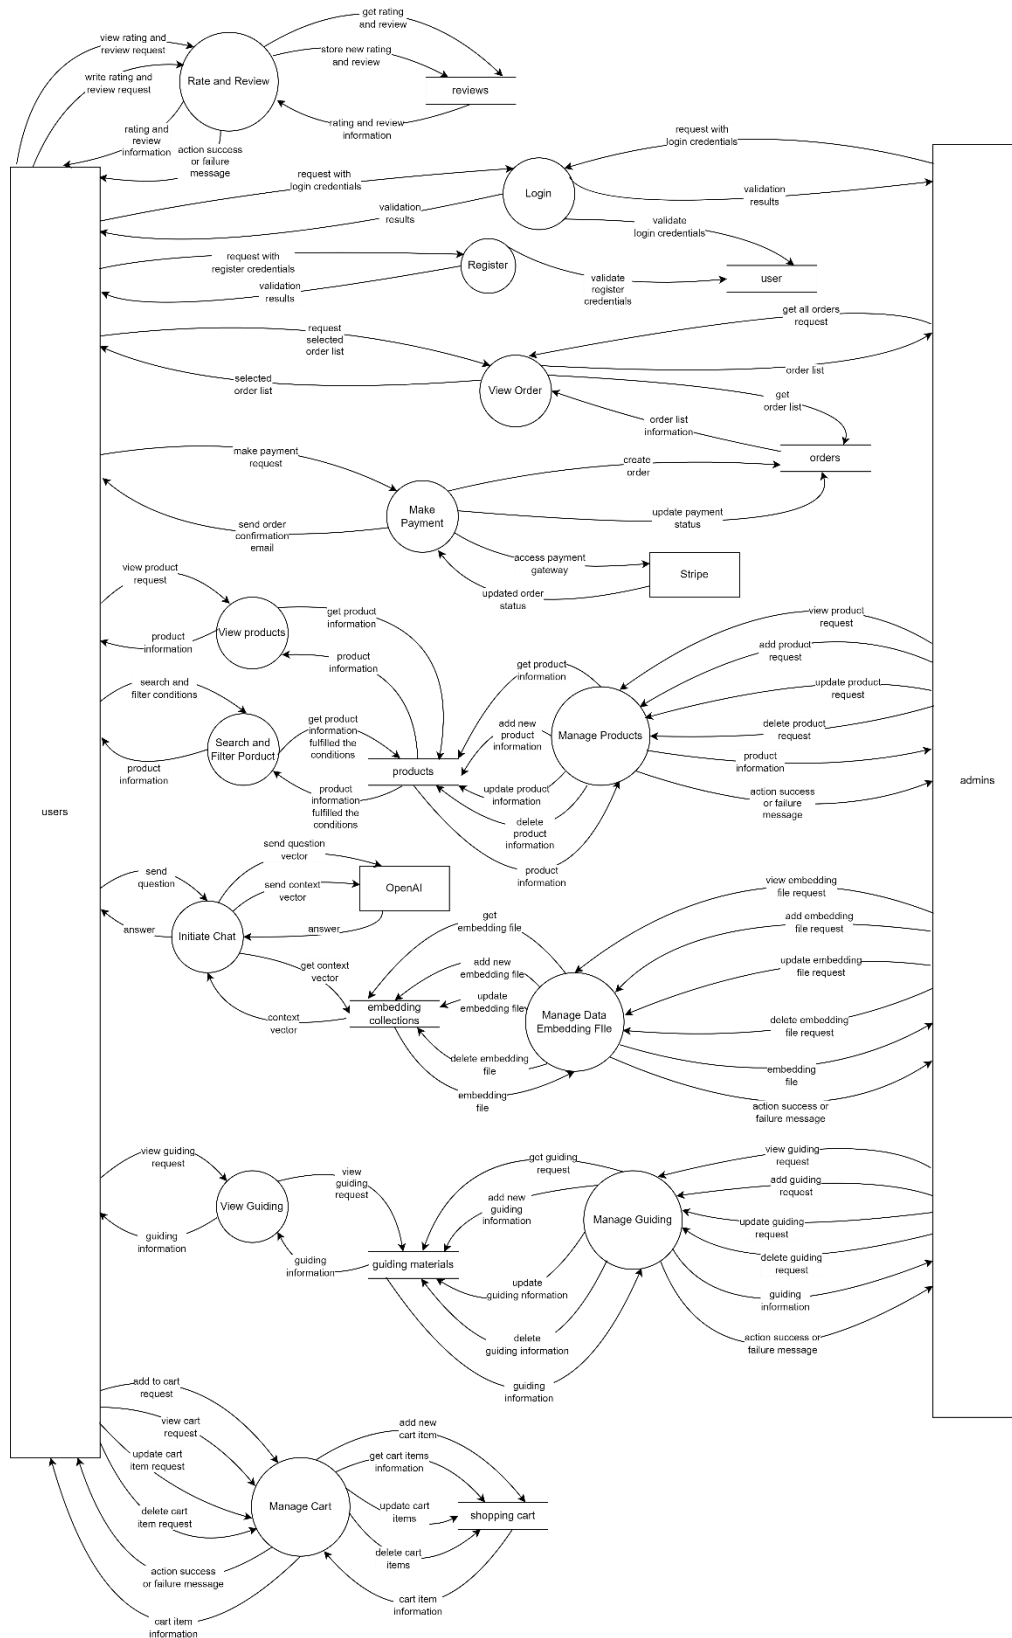 get rating
and review
view rating and
review request
store new rating
and review
write rating and
review request
Rate and Review
reviews
rating and review
information
rating and
review
information
action success
or failure
message
request with
login credentials
request with
login credentials
Login
validation
results
validation
results
validate
login credentials
request with
register credentials
Register
validation
results
validate
register
credentials
user
get all orders
request
request
selected
order list
order list
selected
order list
View Order
get
order list
order list
information
orders
make payment
request
create
order
Make
Payment
update payment
status
send order
confirmation
email
access payment
gateway
Stripe
updated order
status
view product
request
get product
information
View products
product
information
product
information
view product
request
add product
request
get product
information
search and
filter conditions
update product
request
get product
information
fulfilled the
conditions
add new
product
information
Manage Products
delete product
request
Search and
Filter Porduct
product
information
product
information
products
users
admins
product
information
fulfilled the
conditions
update product
information
action success
or failure
message
delete
product
information
product
information
send question
vector
send
question
send context
vector
OpenAI
answer
Initiate Chat
answer
get
embedding file
view embedding
file request
add embedding
file request
get context
vector
add new
embedding file
update embedding
file request
update
embedding file
embedding
collections
context
vector
Manage Data
Embedding FIle
delete embedding
file request
delete embedding
file
embedding
file
embedding
file
action success or
failure message
view guiding
request
view
guiding
request
get guiding
request
view guiding
request
add guiding
request
View Guiding
add new
guiding
information
Manage Guiding
update guiding
request
guiding
information
guiding
information
guiding materials
delete guiding
request
update
guiding nformation
guiding
information
delete
guiding information
action success or
failure message
guiding
information
add to cart
request
view cart
request
add new
cart item
update cart
item request
get cart items
information
delete cart
item request
Manage Cart
update cart
items
shopping cart
delete cart
items
action success
or failure message
cart item
information
cart item
information